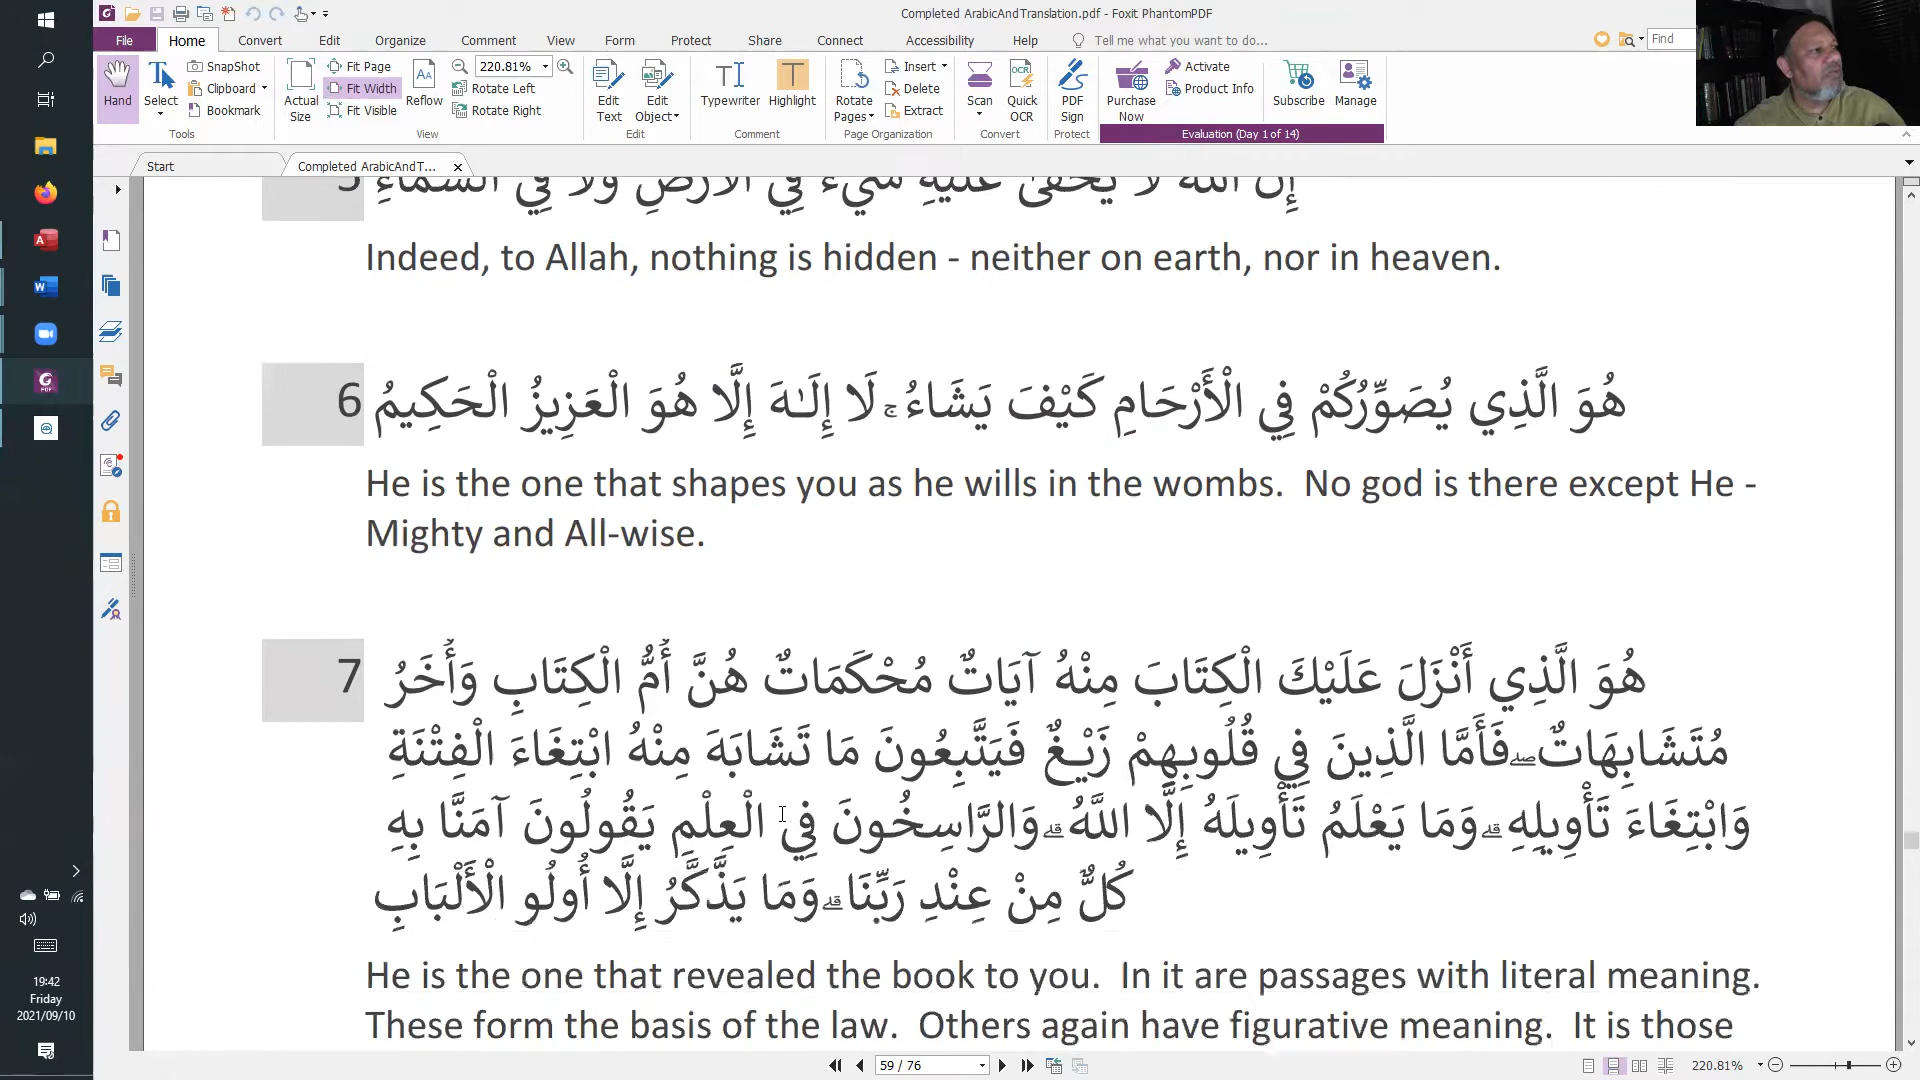 Completed ArabicAndTranslation.pdf - Foxit PhantomPDF
File Home Convert Edit Organize Comment View Form Protect Share Connect Accessibility Help Tell me what you want to do... Find
Hand
Select
SnapShot
Clipboard
Bookmark
Tools
Actual Size
Fit Page
Fit Width
Fit Visible
Reflow
220.81%
Rotate Left
Rotate Right
View
Edit Text
Edit Object
Edit
Typewriter
Highlight
Comment
Rotate Pages
Insert
Delete
Extract
Page Organization
Scan
Quick OCR
Convert
PDF Sign
Protect
Purchase Now
Activate
Product Info
Subscribe
Manage
Evaluation (Day 1 of 14)
Start
Completed ArabicAndT...
إِنَّ اللَّهَ لَا يَخْفَىٰ عَلَيْهِ شَيْءٌ فِي الْأَرْضِ وَلَا فِي السَّمَاءِ 5
Indeed, to Allah, nothing is hidden - neither on earth, nor in heaven.
هُوَ الَّذِي يُصَوِّرُكُمْ فِي الْأَرْحَامِ كَيْفَ يَشَاءُ ۚ لَا إِلَـٰهَ إِلَّا هُوَ الْعَزِيزُ الْحَكِيمُ 6
He is the one that shapes you as he wills in the wombs. No god is there except He -
Mighty and All-wise.
هُوَ الَّذِي أَنْزَلَ عَلَيْكَ الْكِتَابَ مِنْهُ آيَاتٌ مُحْكَمَاتٌ هُنَّ أُمُّ الْكِتَابِ وَأُخَرُ 7
مُتَشَابِهَاتٌ ۖ فَأَمَّا الَّذِينَ فِي قُلُوبِهِمْ زَيْغٌ فَيَتَّبِعُونَ مَا تَشَابَهَ مِنْهُ ابْتِغَاءَ الْفِتْنَةِ
وَابْتِغَاءَ تَأْوِيلِهِ ۗ وَمَا يَعْلَمُ تَأْوِيلَهُ إِلَّا اللَّهُ ۗ وَالرَّاسِخُونَ فِي الْعِلْمِ يَقُولُونَ آمَنَّا بِهِ
كُلٌّ مِنْ عِنْدِ رَبِّنَا ۗ وَمَا يَذَّكَّرُ إِلَّا أُولُو الْأَلْبَابِ
He is the one that revealed the book to you. In it are passages with literal meaning.
These form the basis of the law. Others again have figurative meaning. It is those
59 / 76
220.81%
19:42
Friday
2021/09/10